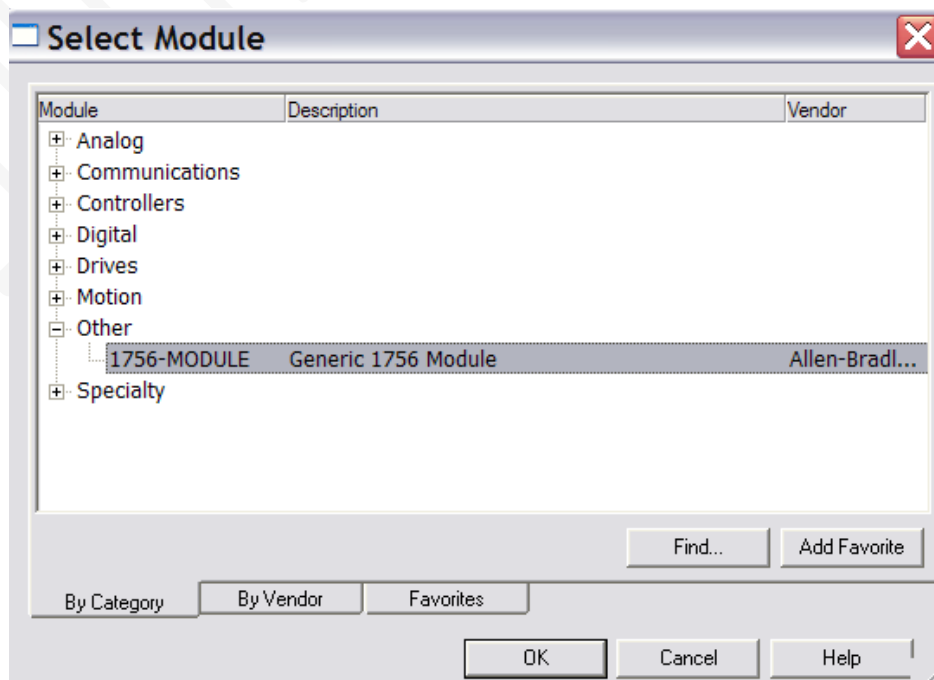 Select Module
Module Description Vendor
Analog
Communications
Controllers
Digital
Drives
Motion
Other
1756-MODULE Generic 1756 Module Allen-Bradl...
Specialty
Find... Add Favorite
By Category By Vendor Favorites
OK Cancel Help